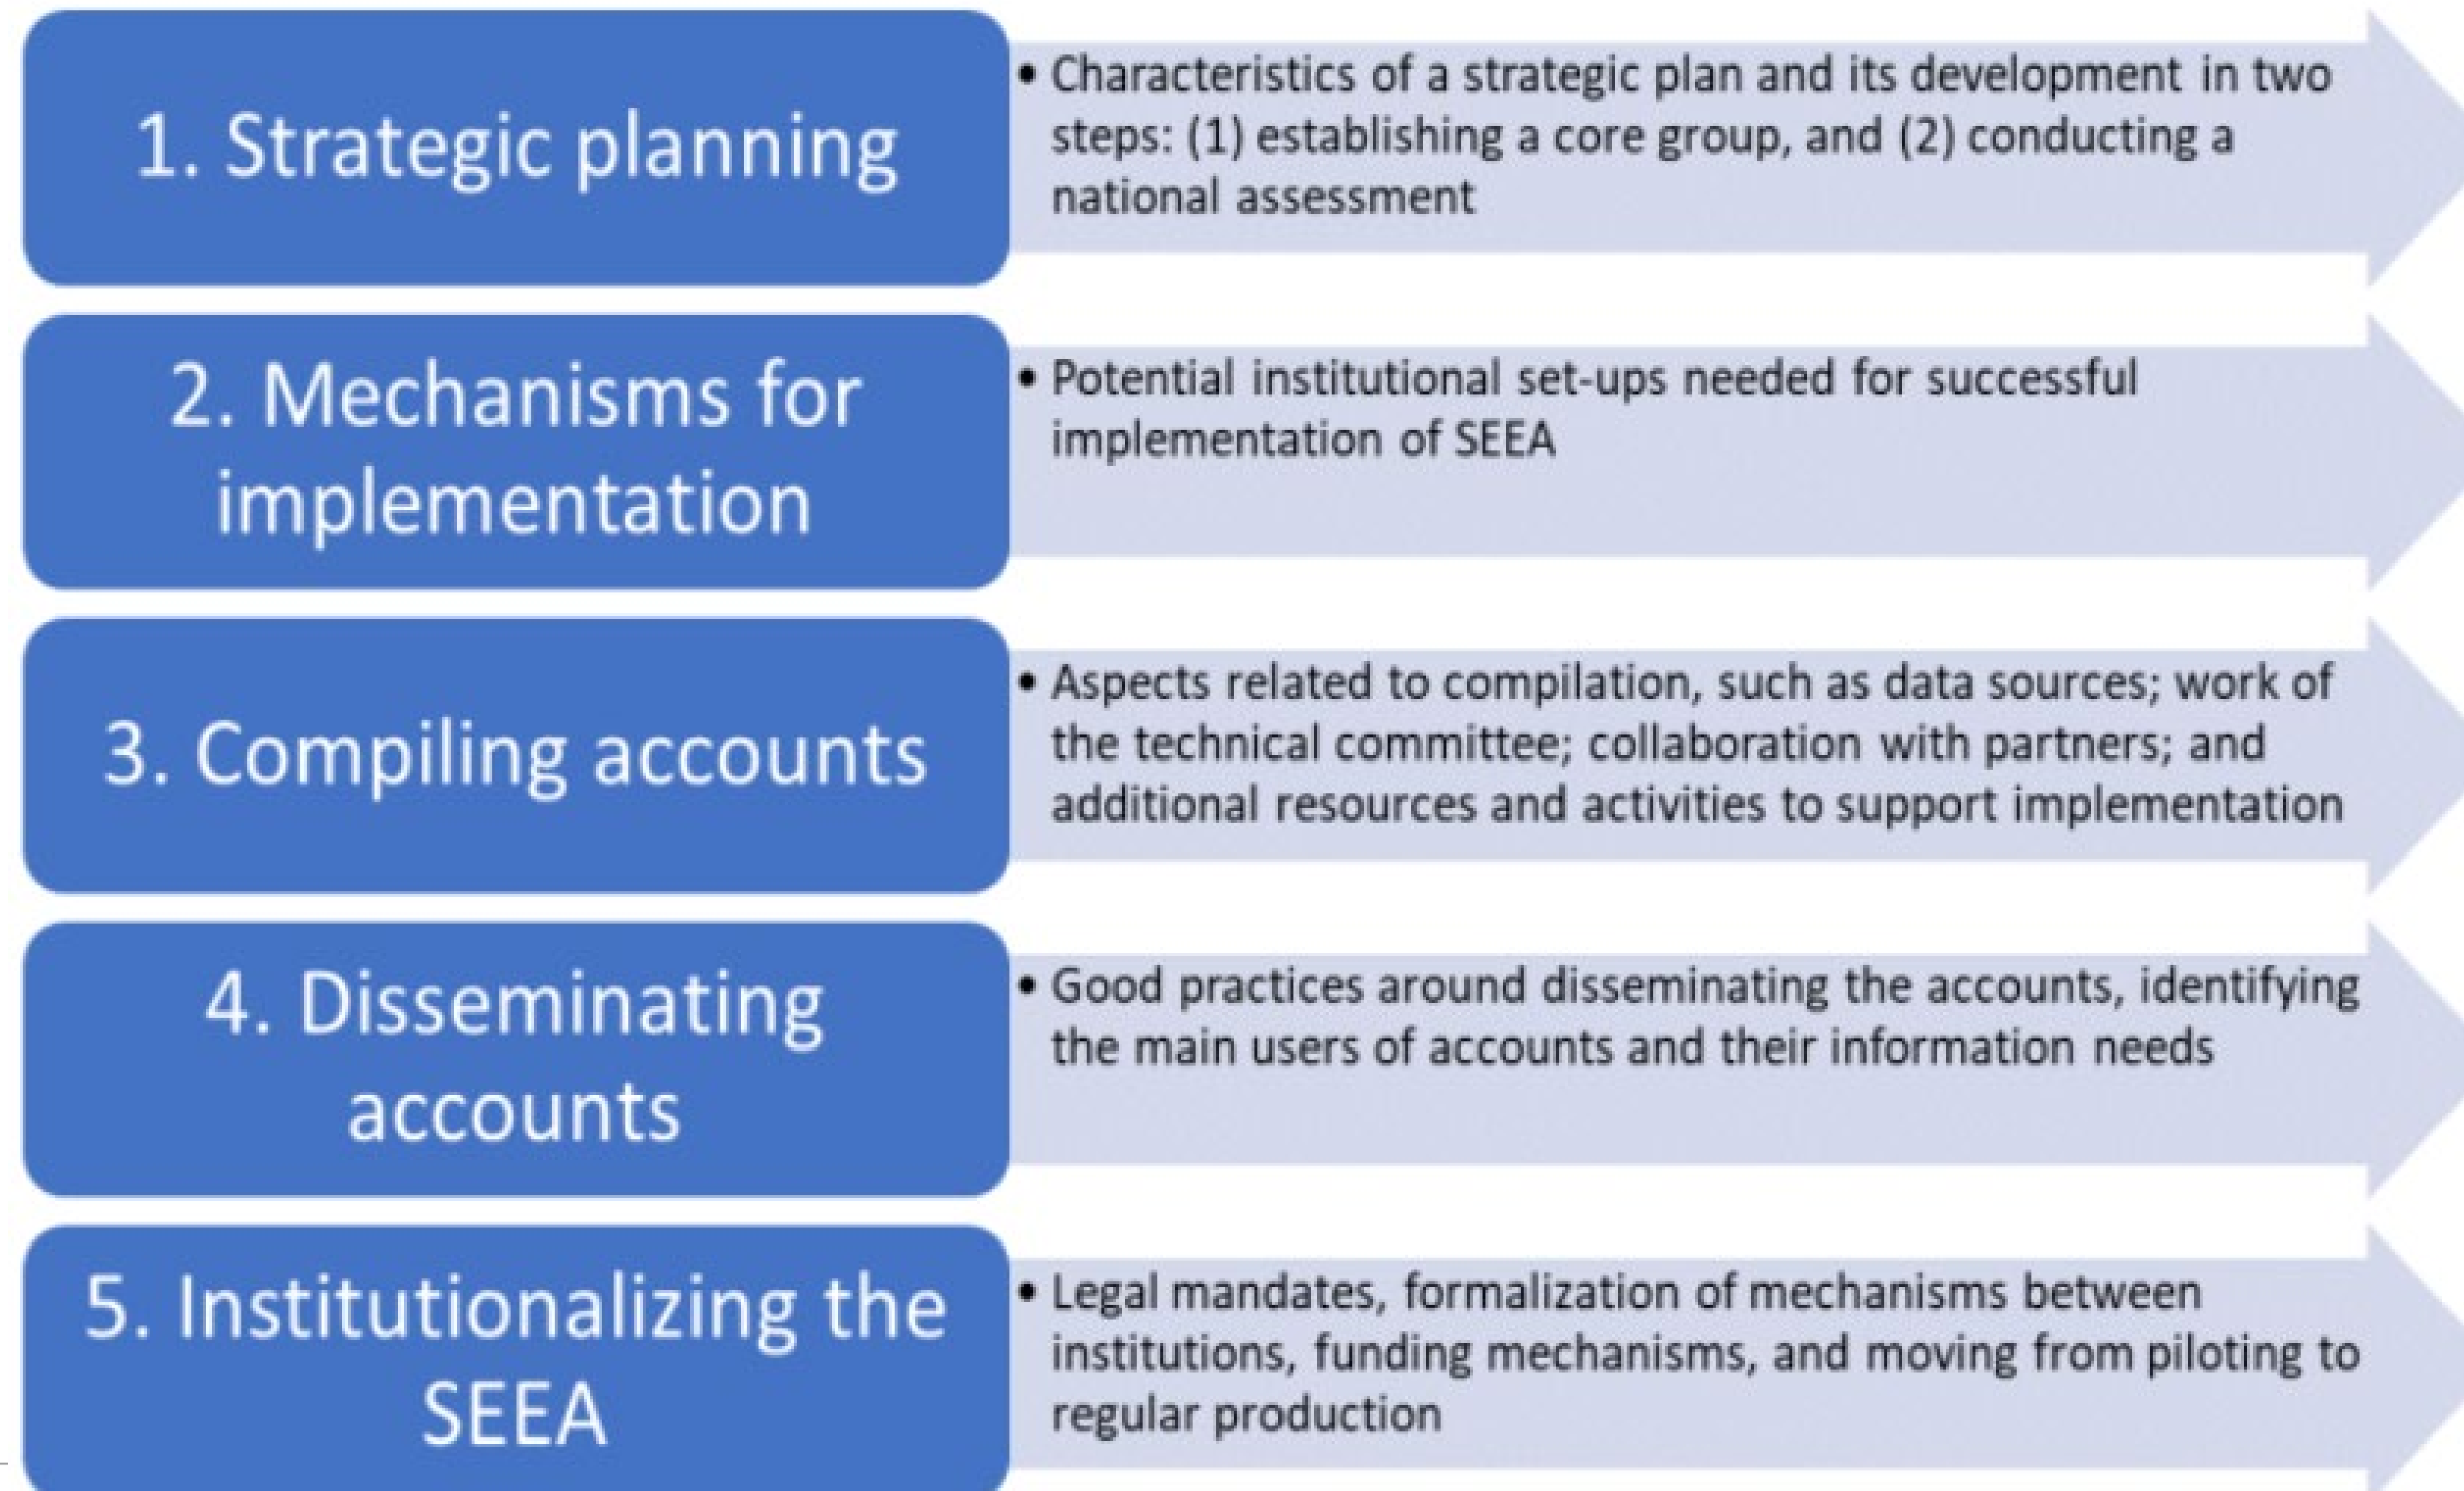 1. Strategic planning
• Characteristics of a strategic plan and its development in two
steps: (1) establishing a core group, and (2) conducting a
national assessment
2. Mechanisms for
implementation
• Potential institutional set-ups needed for successful
implementation of SEEA
3. Compiling accounts
• Aspects related to compilation, such as data sources; work of
the technical committee; collaboration with partners; and
additional resources and activities to support implementation
4. Disseminating
accounts
• Good practices around disseminating the accounts, identifying
the main users of accounts and their information needs
5. Institutionalizing the
SEEA
• Legal mandates, formalization of mechanisms between
institutions, funding mechanisms, and moving from piloting to
regular production